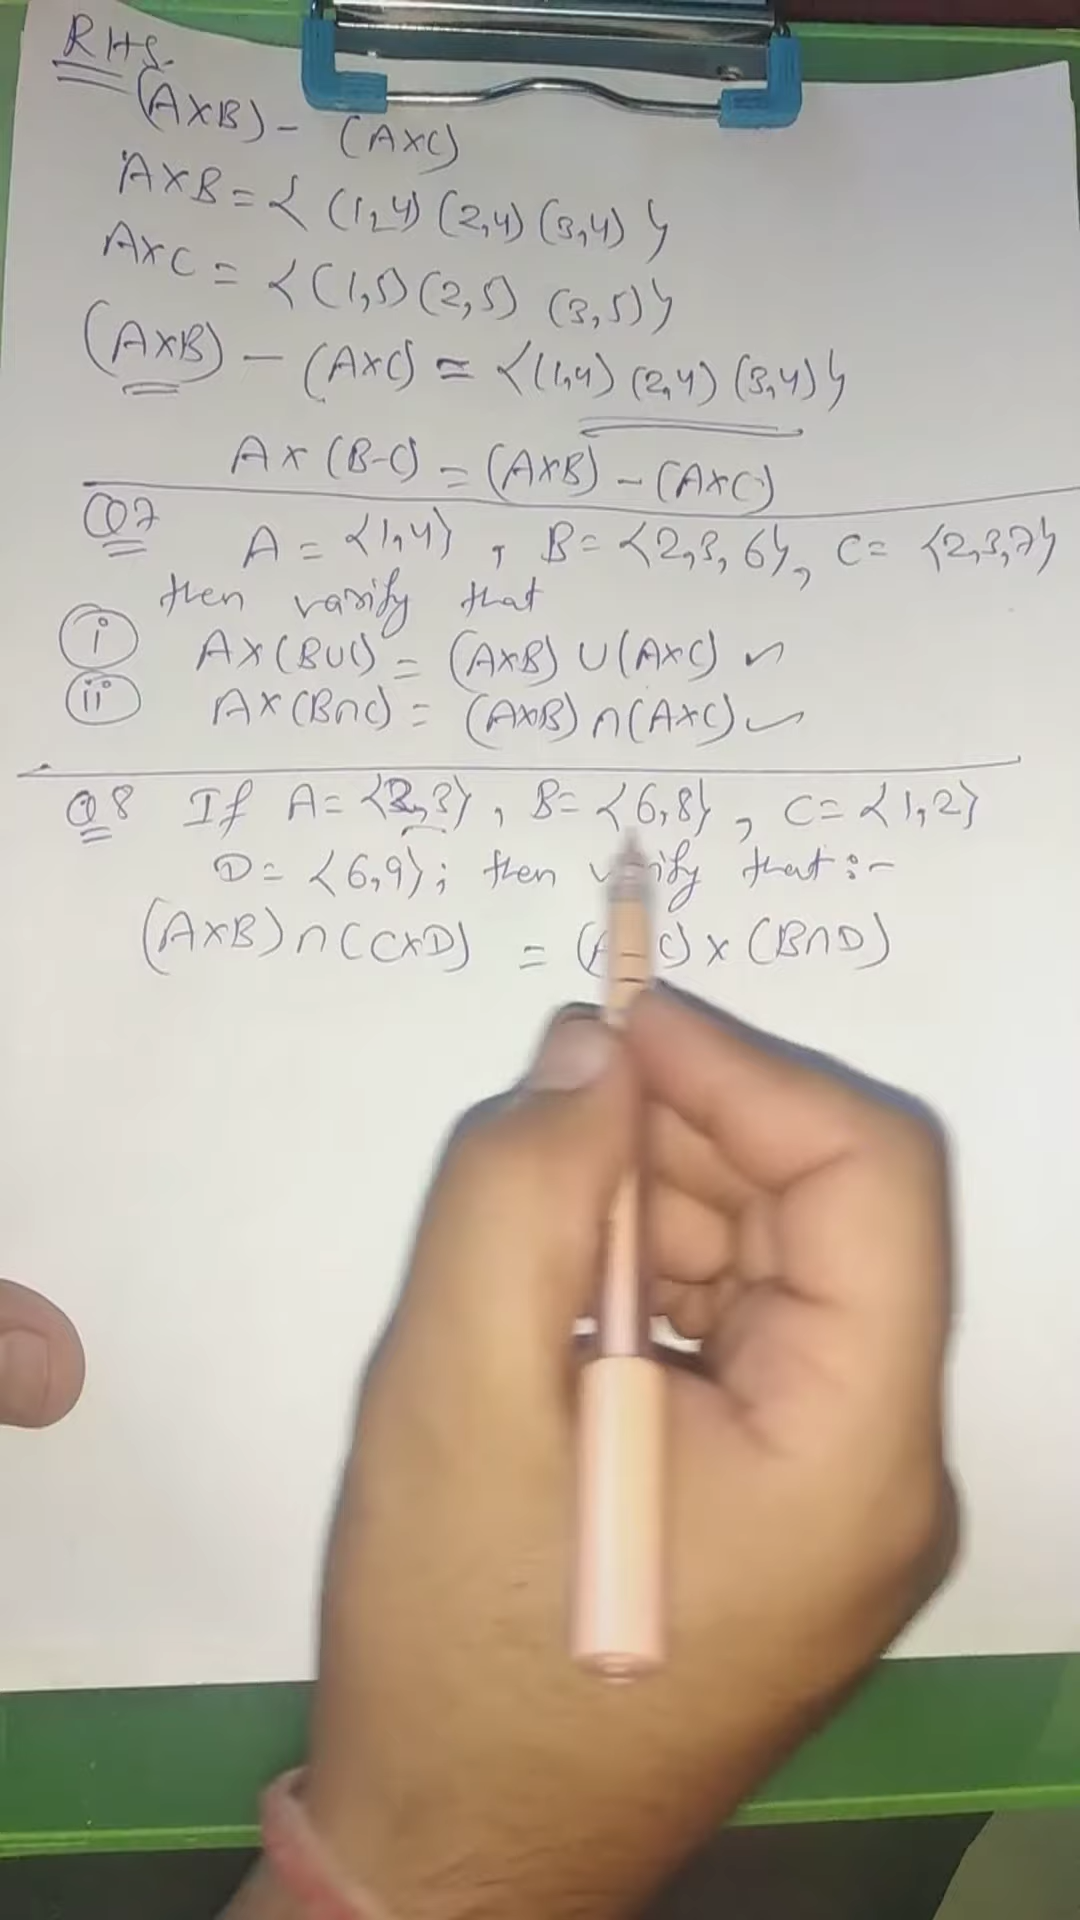 RHS
(A×B) - (A×C)
A×B = {(1,4) (2,4) (3,4)}
A×C = {(1,5) (2,5) (3,5)}
(A×B) - (A×C) = {(1,4) (2,4) (3,4)}
A×(B-C) = (A×B) - (A×C)
Q7 A = {1,4}, B = {2,3,6}, C = {2,3,7}
then varify that
i A×(B∪C) = (A×B) ∪ (A×C) ✓
ii A×(B∩C) = (A×B) ∩ (A×C) ✓
Q8 If A = {2,3}, B = {6,8}, C = {1,2}
D = {6,9}; then that:-
(A×B) ∩ (C×D) = (A C) × (B∩D)